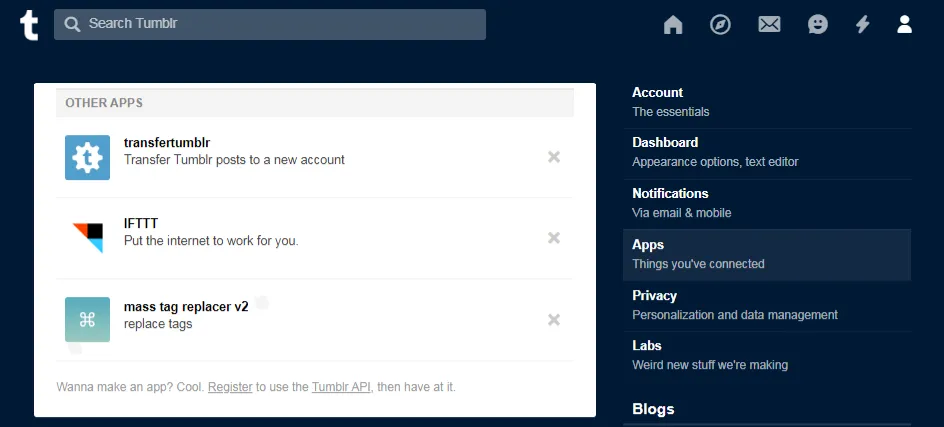 t Search Tumblr
OTHER APPS
transfertumblr
Transfer Tumblr posts to a new account
IFTTT
Put the internet to work for you.
mass tag replacer v2
replace tags
Wanna make an app? Cool. Register to use the Tumblr API, then have at it.
Account
The essentials
Dashboard
Appearance options, text editor
Notifications
Via email & mobile
Apps
Things you've connected
Privacy
Personalization and data management
Labs
Weird new stuff we're making
Blogs